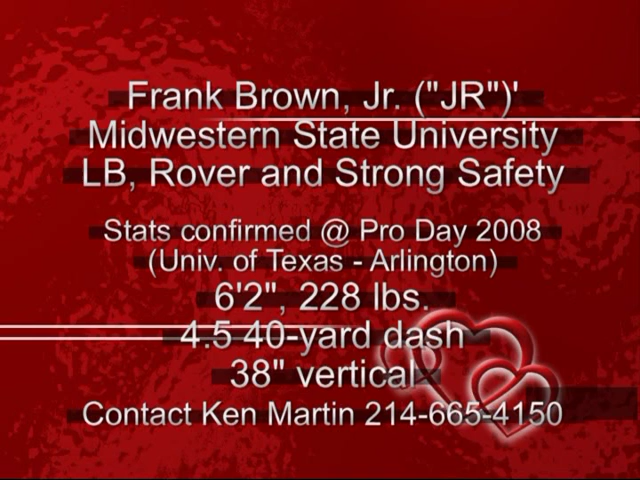 Frank Brown, Jr. ("JR")'
Midwestern State University
LB, Rover and Strong Safety
Stats confirmed @ Pro Day 2008
(Univ. of Texas - Arlington)
6'2", 228 lbs.
4.5 40-yard dash
38" vertical
Contact Ken Martin 214-665-4150